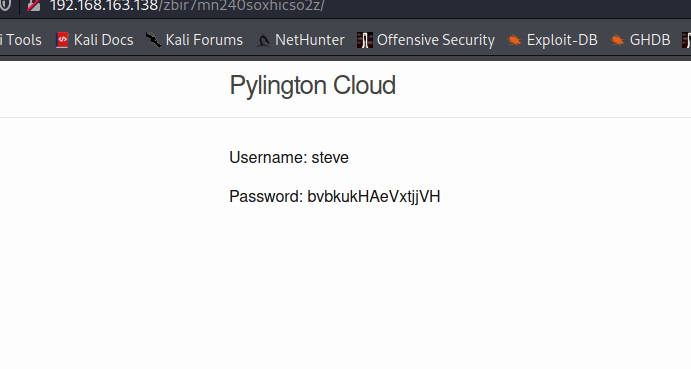 192.168.163.138/zbir7mn240soxhicso2z/
i Tools Kali Docs Kali Forums NetHunter Offensive Security Exploit-DB GHDB
Pylington Cloud
Username: steve
Password: bvbkukHAeVxtjjVH